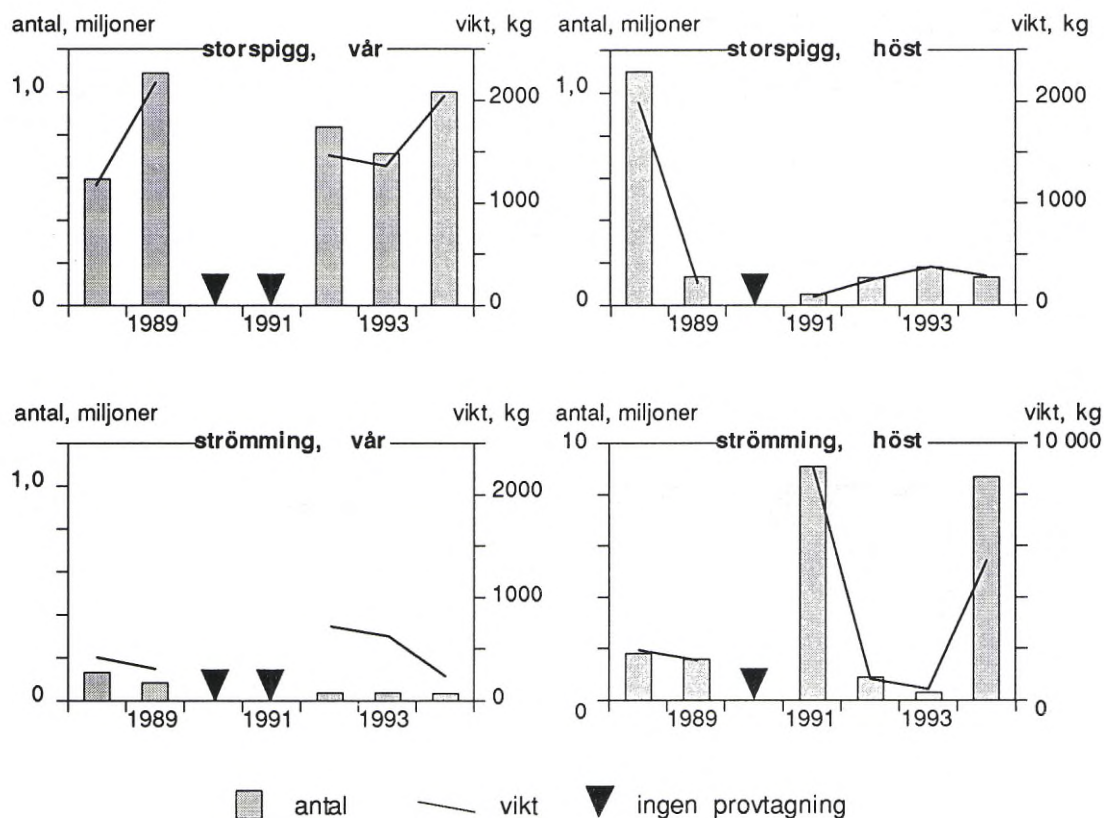 antal, miljoner vikt, kg
storspigg, vår
1,0
0
2000
1000
0
1989 1991 1993
antal, miljoner vikt, kg
storspigg, höst
1,0
0
2000
1000
0
1989 1991 1993
antal, miljoner vikt, kg
strömming, vår
1,0
0
2000
1000
0
1989 1991 1993
antal, miljoner vikt, kg
strömming, höst
10
0
10 000
0
1989 1991 1993
antal vikt ingen provtagning